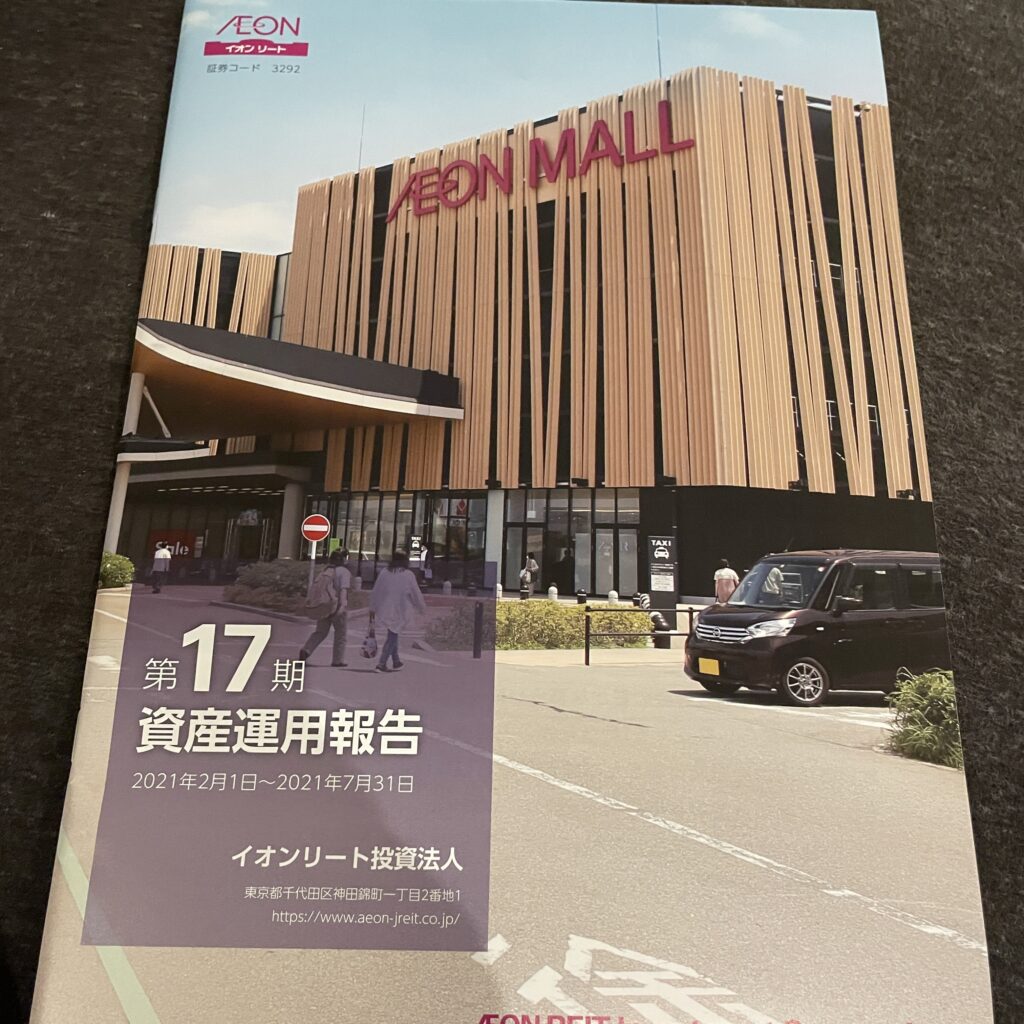 ÆON
イオン リート
証券コード 3292
ÆON MALL
Sale
TAXI
第17期
資産運用報告
2021年2月1日～2021年7月31日
イオンリート投資法人
東京都千代田区神田錦町一丁目2番地1
https://www.aeon-jreit.co.jp/
ÆON REIT